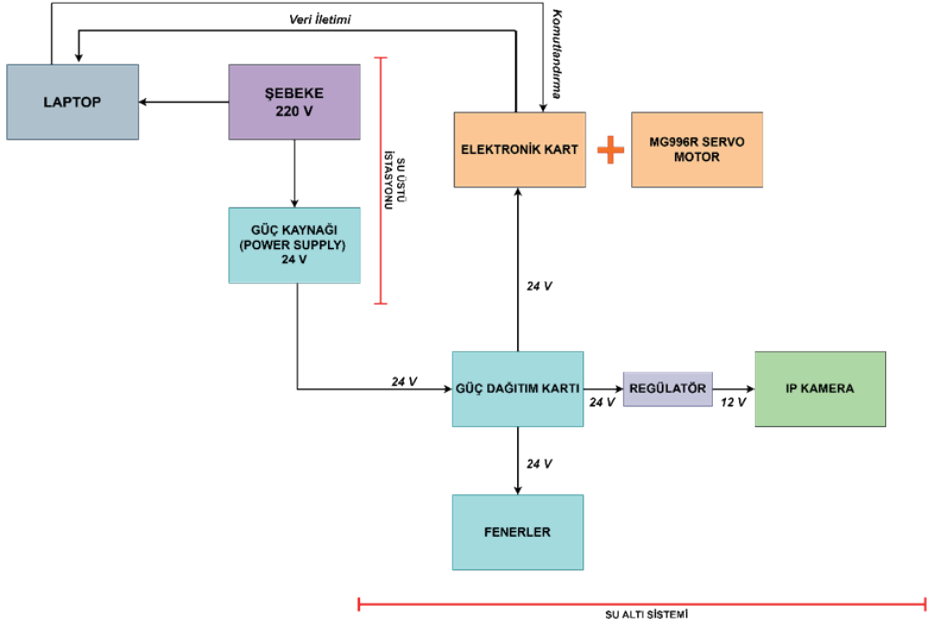 Veri İletimi
Komutlandırma
LAPTOP
ŞEBEKE
220 V
SU ÜSTÜ
İSTASYONU
ELEKTRONİK KART
MG996R SERVO
MOTOR
GÜÇ KAYNAĞI
(POWER SUPPLY)
24 V
24 V
24 V
GÜÇ DAĞITIM KARTI
24 V
REGÜLATÖR
12 V
IP KAMERA
24 V
FENERLER
SU ALTI SİSTEMİ